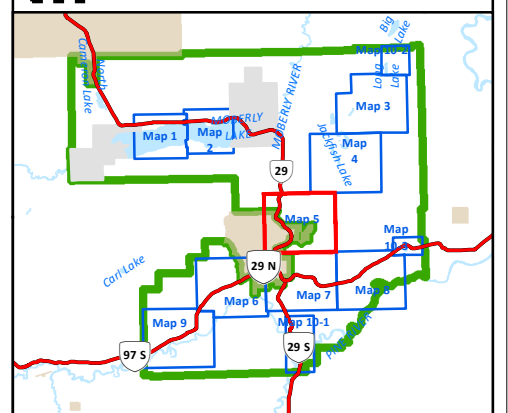 Big
Lake
Map 10-2
North
Cameron
Lake
Long
Lake
Map 3
MOBERLY RIVER
MOBERLY
LAKE
Map 1
Map
2
Jackfish Lake
Map
4
29
Map 5
Map
10-3
29 N
Carl Lake
Map 6
Map 7
Map 8
Map 9
Map 10-1
97 S
29 S